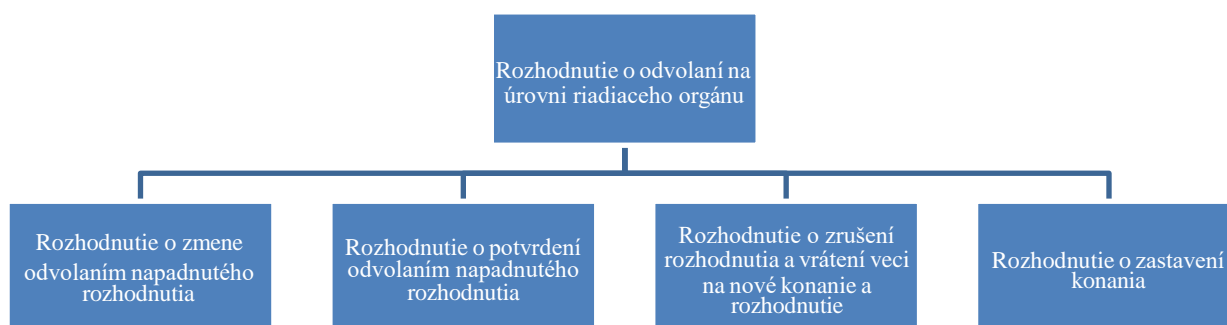 Rozhodnutie o odvolaní na
úrovni riadiaceho orgánu
Rozhodnutie o zmene
odvolaním napadnutého
rozhodnutia
Rozhodnutie o potvrdení
odvolaním napadnutého
rozhodnutia
Rozhodnutie o zrušení
rozhodnutia a vrátení veci
na nové konanie a
rozhodnutie
Rozhodnutie o zastavení
konania